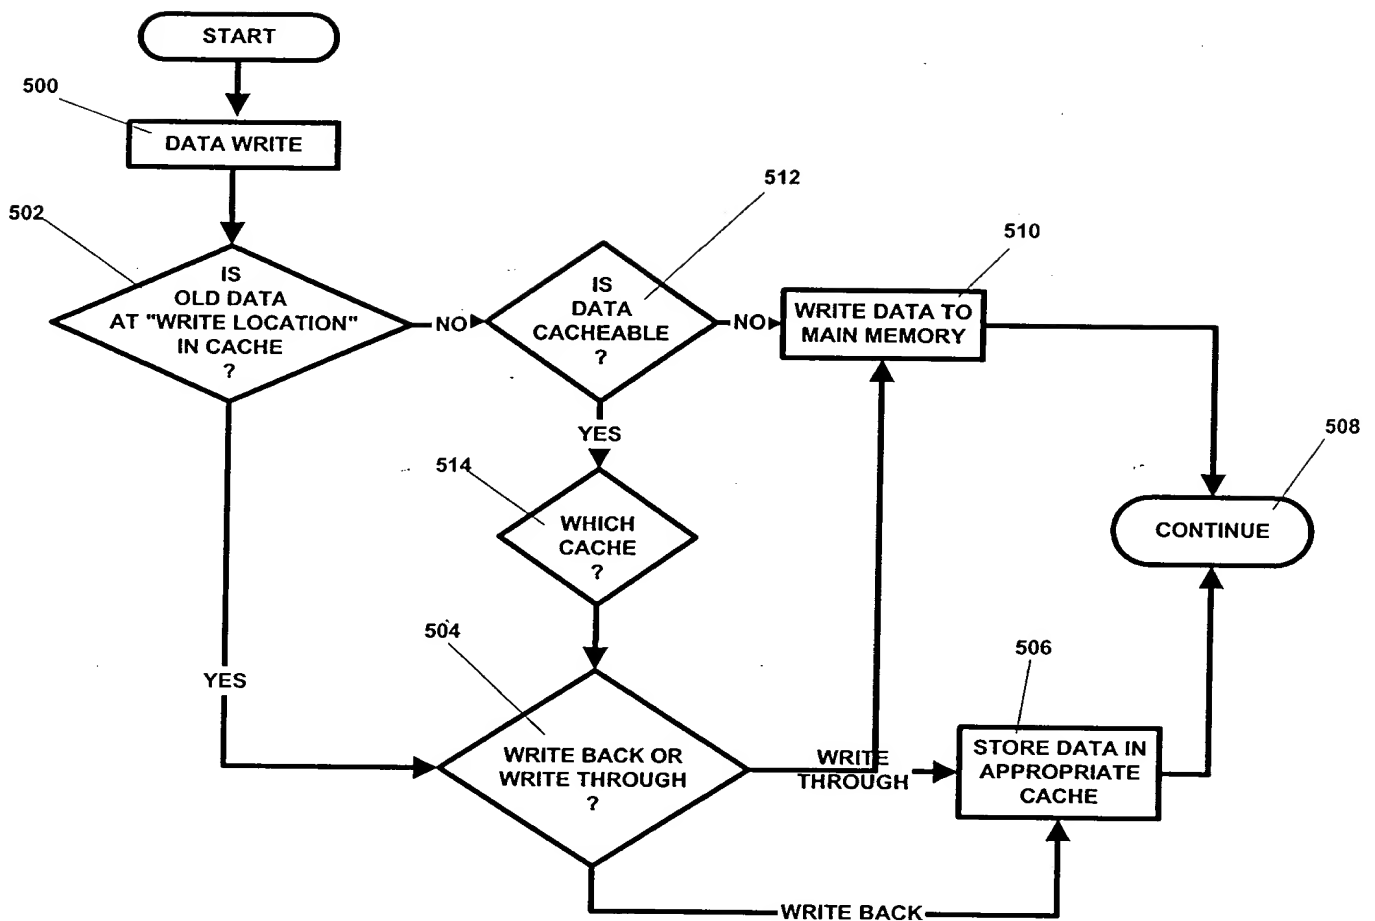 START
500
DATA WRITE
502
IS
OLD DATA
AT "WRITE LOCATION"
IN CACHE
?
NO
512
IS
DATA
CACHEABLE
?
NO
510
WRITE DATA TO
MAIN MEMORY
YES
514
WHICH
CACHE
?
508
CONTINUE
YES
504
WRITE BACK OR
WRITE THROUGH
?
WRITE
THROUGH
506
STORE DATA IN
APPROPRIATE
CACHE
WRITE BACK